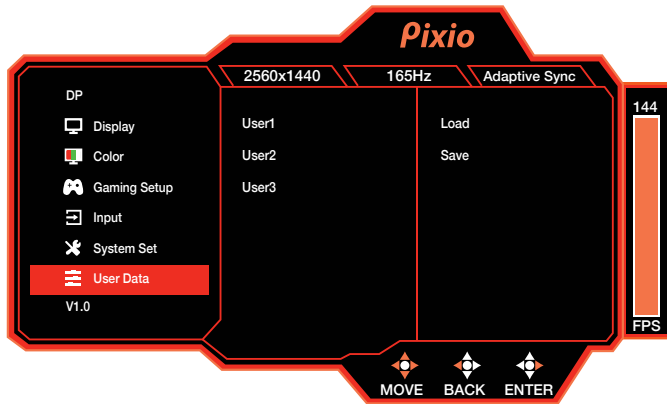 Pixio
2560x1440 165Hz Adaptive Sync
DP
Display
Color
Gaming Setup
Input
System Set
User Data
V1.0
User1
User2
User3
Load
Save
144
FPS
MOVE BACK ENTER